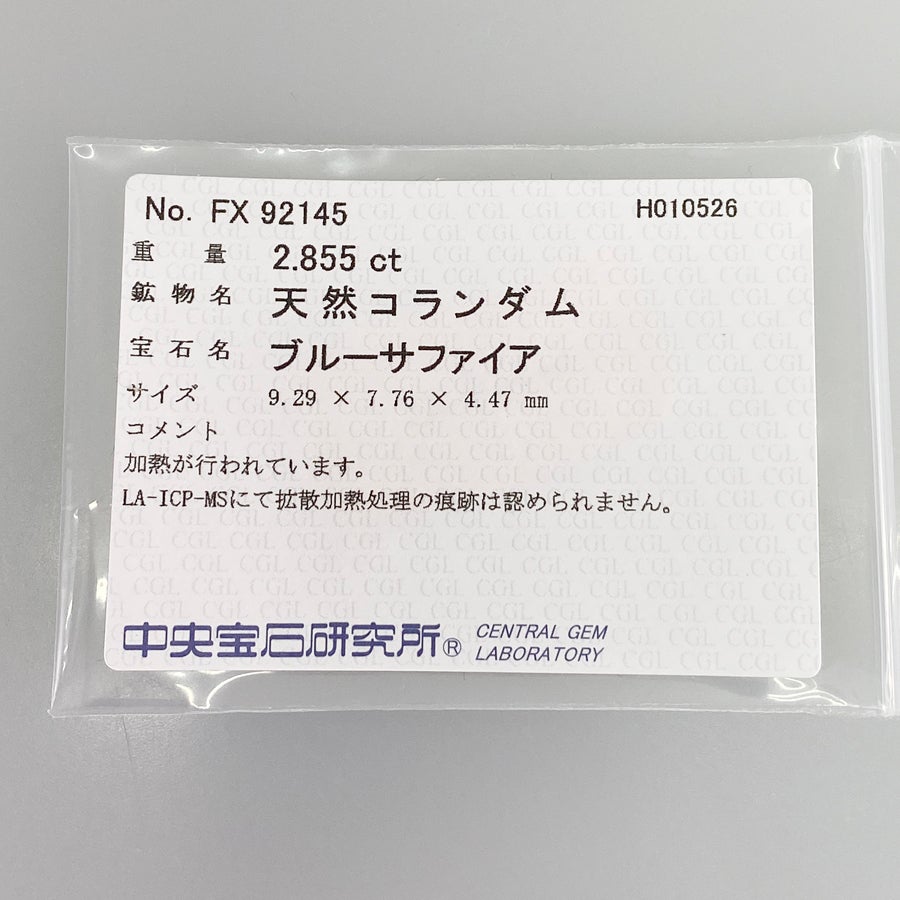 No. FX 92145 H010526
重量 2.855 ct
鉱物名 天然コランダム
宝石名 ブルーサファイア
サイズ 9.29 × 7.76 × 4.47 mm
コメント
加熱が行われています。
LA-ICP-MSにて拡散加熱処理の痕跡は認められません。
中央宝石研究所® CENTRAL GEM LABORATORY